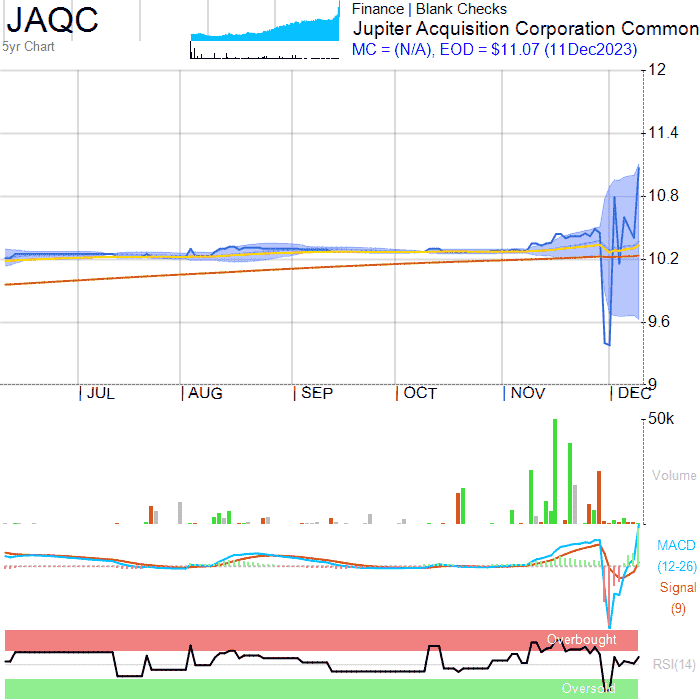 JAQC
5yr Chart
Finance | Blank Checks
Jupiter Acquisition Corporation Common
MC = (N/A), EOD = $11.07 (11Dec2023)
12
11.4
10.8
10.2
9.6
9
JUL
AUG
SEP
OCT
NOV
DEC
50k
Volume
MACD
(12-26)
Signal
(9)
Overbought
RSI(14)
Oversold